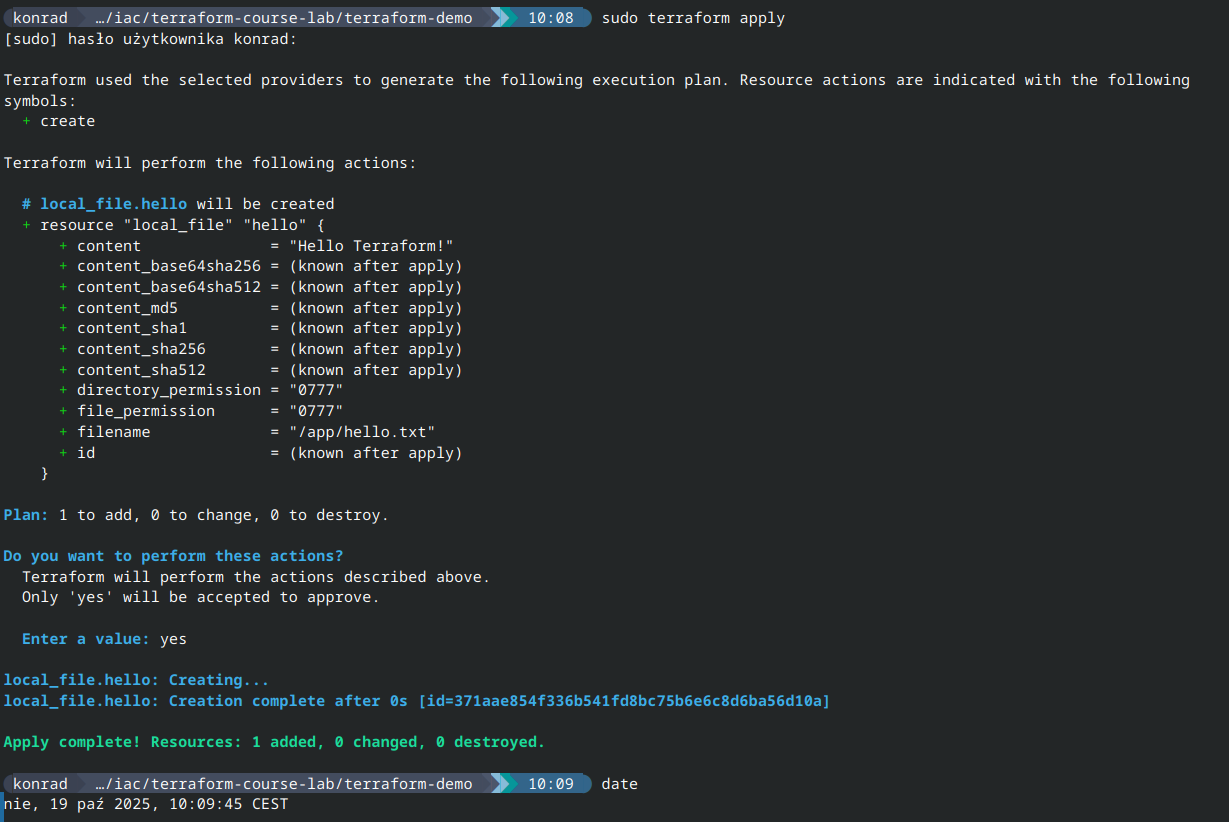 konrad …/iac/terraform-course-lab/terraform-demo 10:08 sudo terraform apply
[sudo] hasło użytkownika konrad:
Terraform used the selected providers to generate the following execution plan. Resource actions are indicated with the following
symbols:
+ create
Terraform will perform the following actions:
# local_file.hello will be created
+ resource "local_file" "hello" {
+ content = "Hello Terraform!"
+ content_base64sha256 = (known after apply)
+ content_base64sha512 = (known after apply)
+ content_md5 = (known after apply)
+ content_sha1 = (known after apply)
+ content_sha256 = (known after apply)
+ content_sha512 = (known after apply)
+ directory_permission = "0777"
+ file_permission = "0777"
+ filename = "/app/hello.txt"
+ id = (known after apply)
}
Plan: 1 to add, 0 to change, 0 to destroy.
Do you want to perform these actions?
Terraform will perform the actions described above.
Only 'yes' will be accepted to approve.
Enter a value: yes
local_file.hello: Creating...
local_file.hello: Creation complete after 0s [id=371aae854f336b541fd8bc75b6e6c8d6ba56d10a]
Apply complete! Resources: 1 added, 0 changed, 0 destroyed.
konrad …/iac/terraform-course-lab/terraform-demo 10:09 date
nie, 19 paź 2025, 10:09:45 CEST